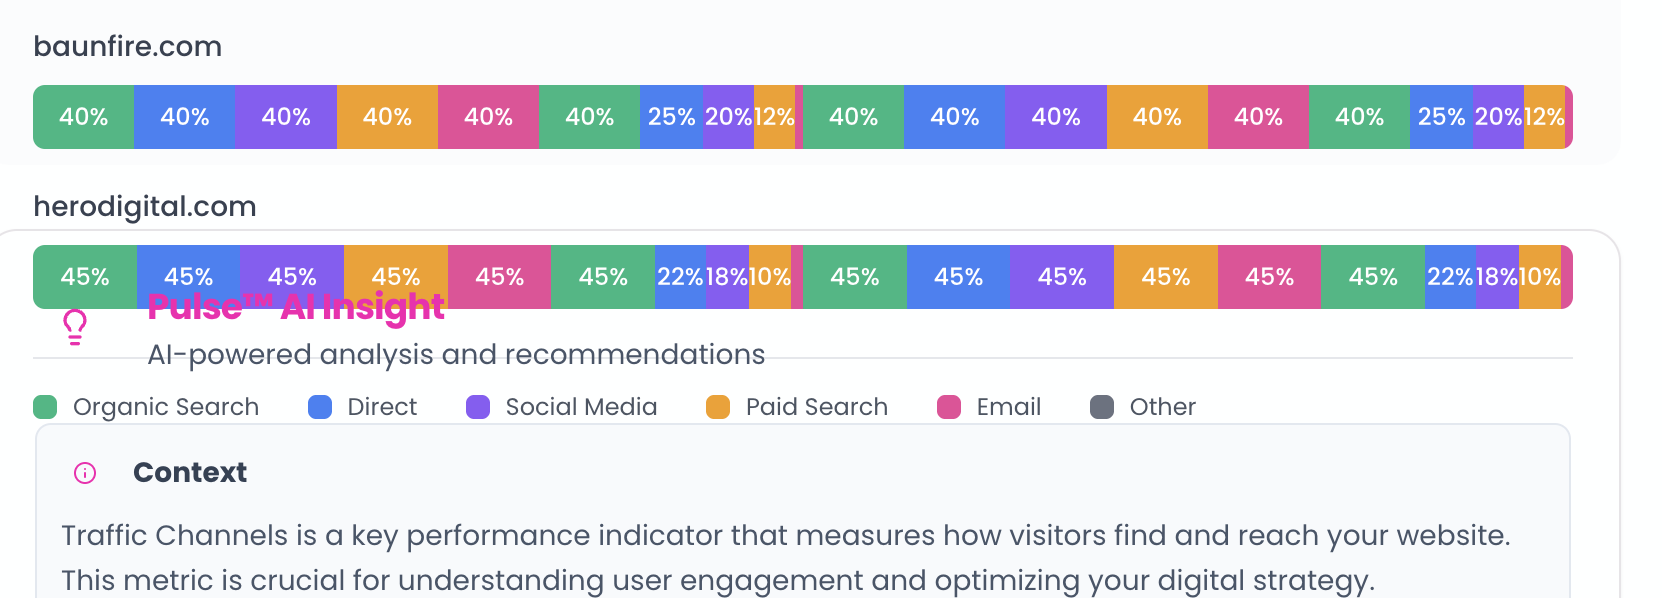 baunfire.com
40% 40% 40% 40% 40% 40% 25% 20% 12% 40% 40% 40% 40% 40% 40% 25% 20% 12%
herodigital.com
45% 45% 45% 45% 45% 45% 22% 18% 10% 45% 45% 45% 45% 45% 45% 22% 18% 10%
Pulse™ AI Insight
AI-powered analysis and recommendations
Organic Search Direct Social Media Paid Search Email Other
Context
Traffic Channels is a key performance indicator that measures how visitors find and reach your website.
This metric is crucial for understanding user engagement and optimizing your digital strategy.